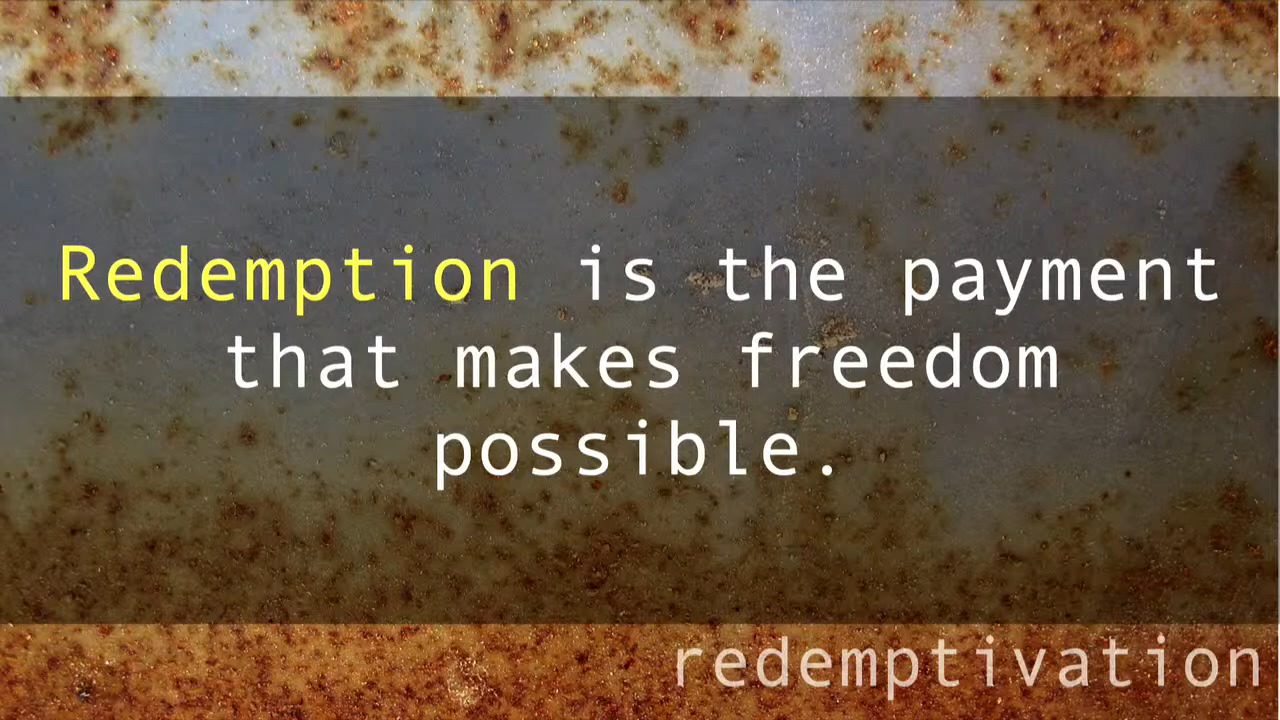 Redemption is the payment
that makes freedom
possible.
redemptivation